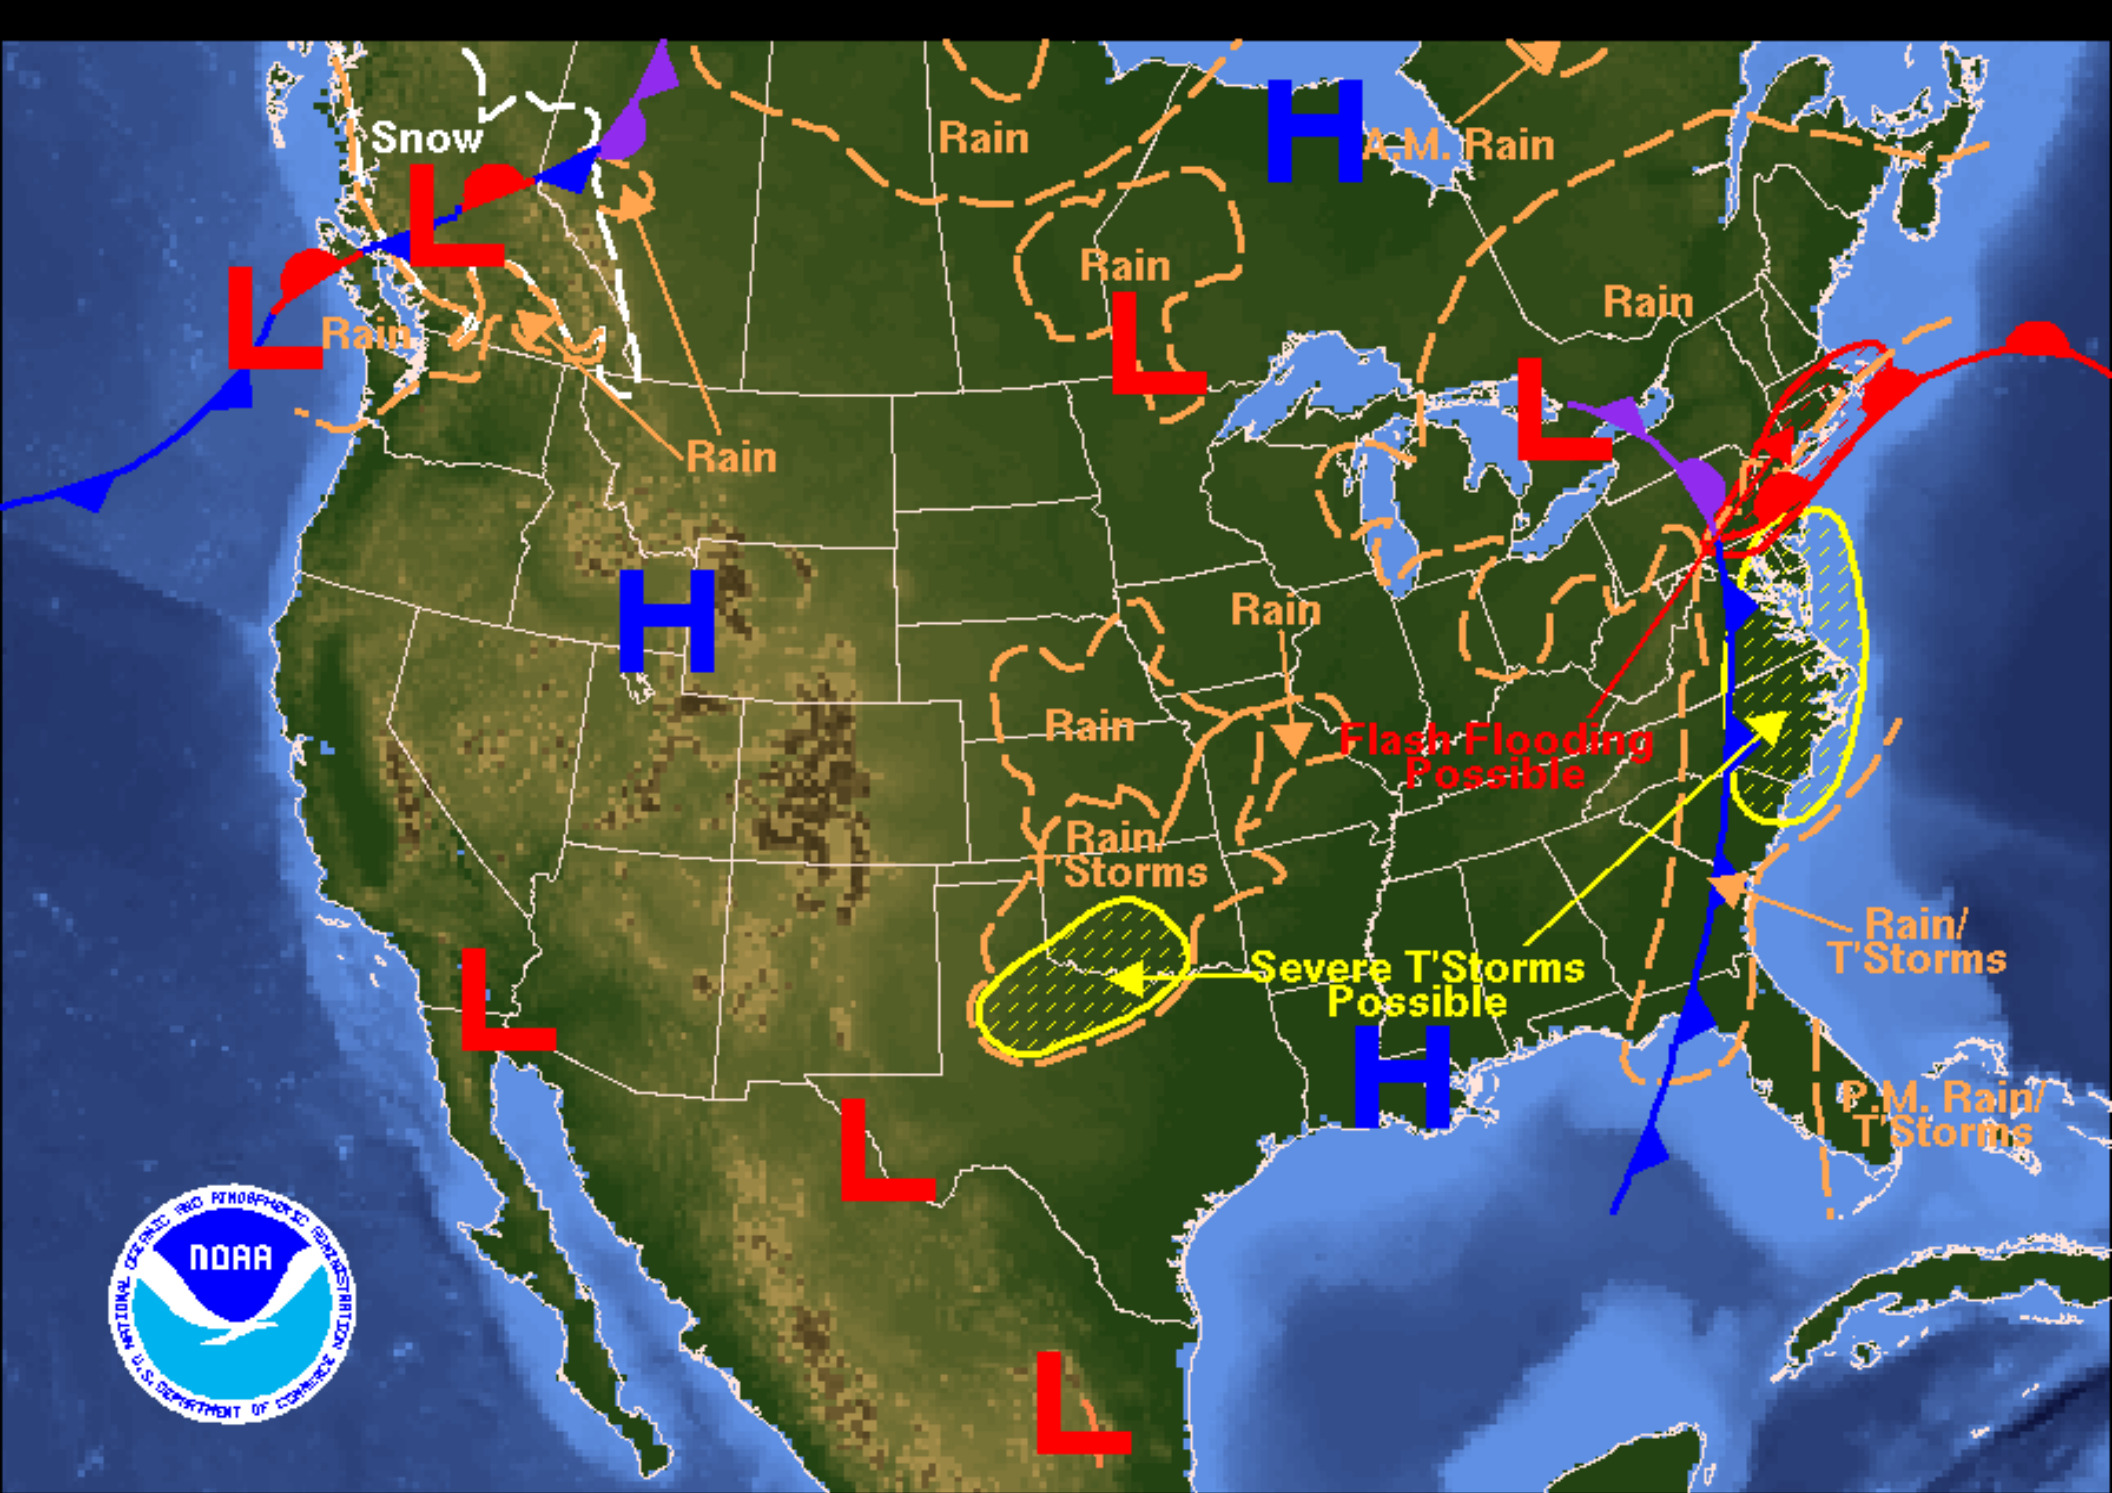 Snow
Rain
H
A.M. Rain
L
Rain
L
Rain
L
Rain
L
Rain
H
Rain
Rain
Flash Flooding
Possible
Rain/
T'Storms
Rain/
T'Storms
Severe T'Storms
Possible
L
H
P.M. Rain/
T'Storms
L
L
NATIONAL OCEANIC AND ATMOSPHERIC ADMINISTRATION
NOAA
U.S. DEPARTMENT OF COMMERCE